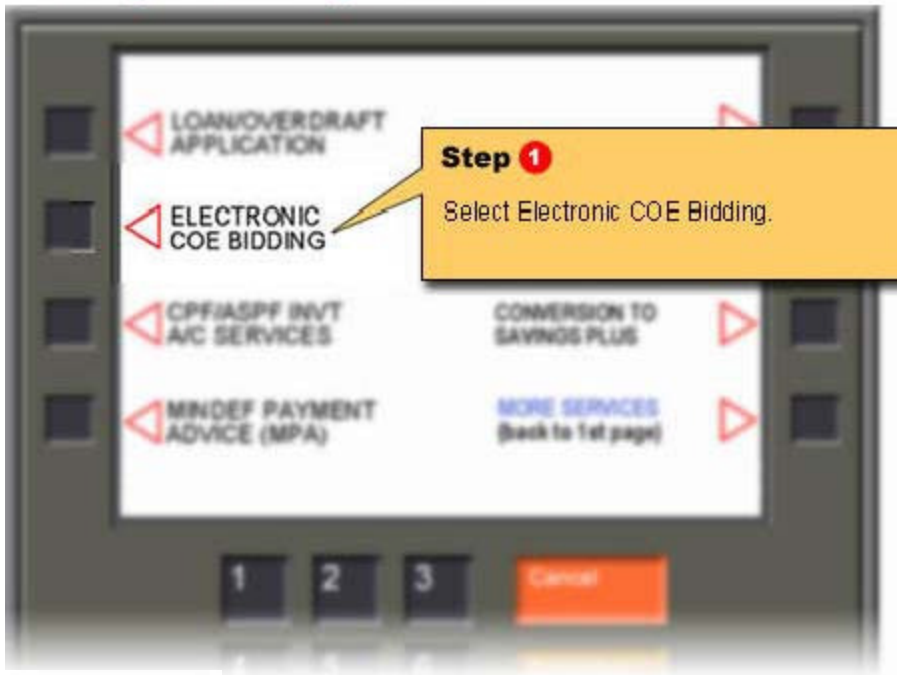 LOAN/OVERDRAFT
APPLICATION
Step 1
Select Electronic COE Bidding.
ELECTRONIC
COE BIDDING
CPF/ASPF INVT
A/C SERVICES
CONVERSION TO
SAVINGS PLUS
MINDEF PAYMENT
ADVICE (MPA)
MORE SERVICES
(back to 1st page)
1 2 3 Cancel